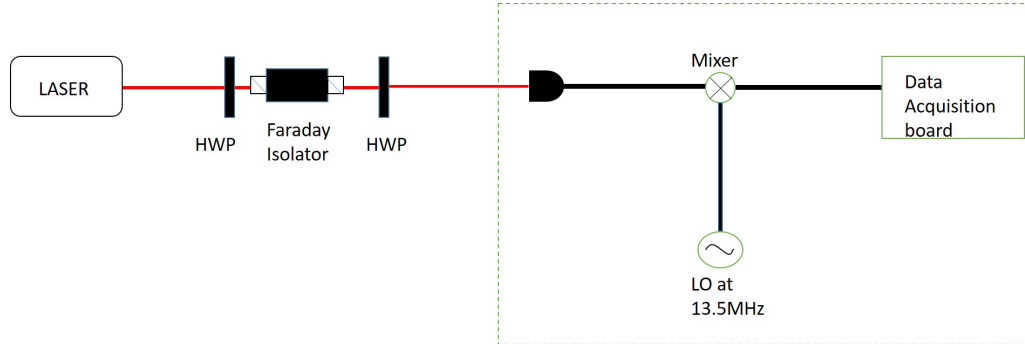 LASER
HWP
Faraday
Isolator
HWP
Mixer
LO at
13.5MHz
Data
Acquisition
board